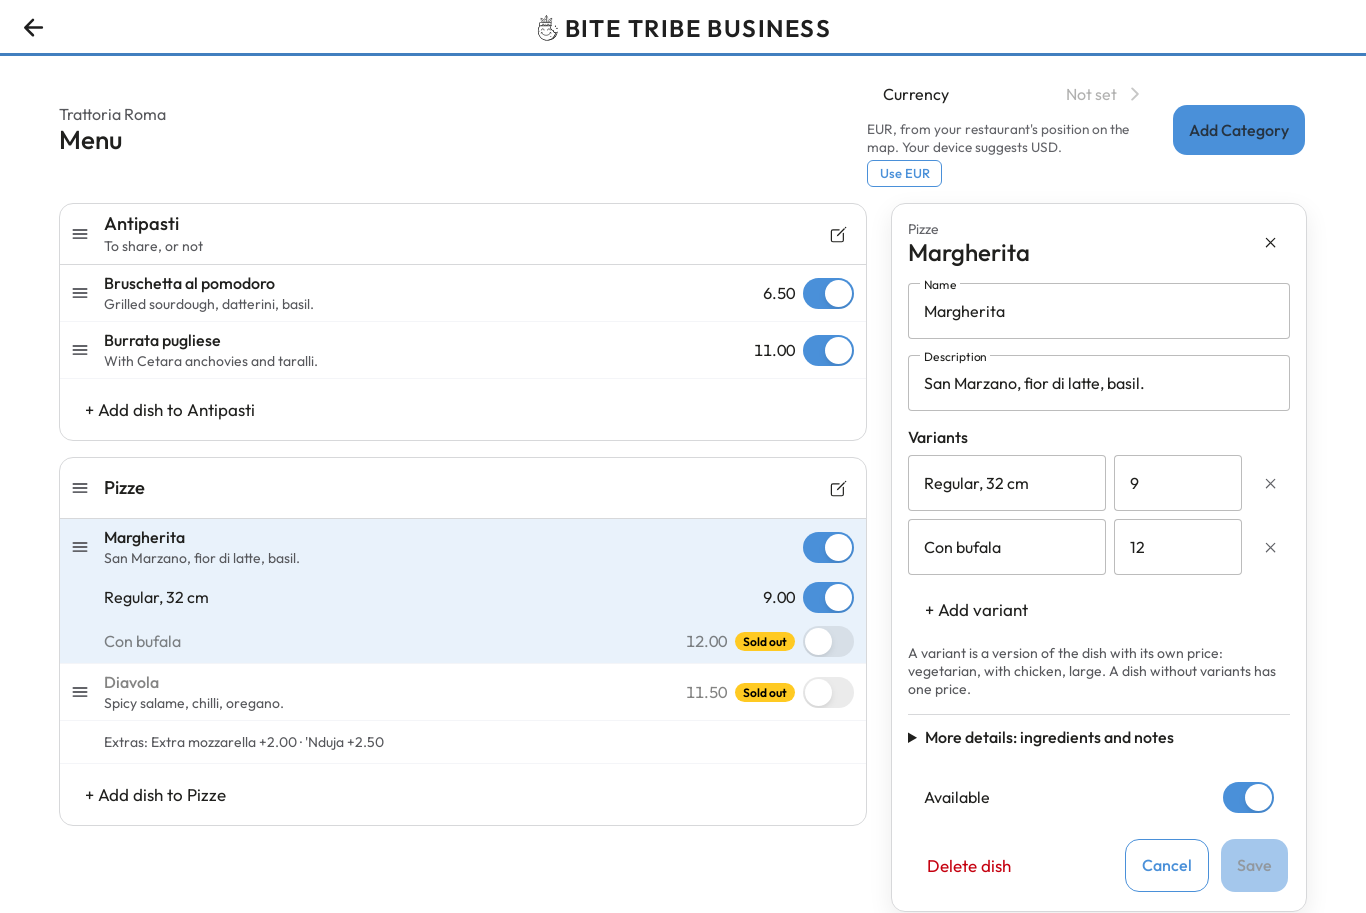 BITE TRIBE BUSINESS
Trattoria Roma
Menu
Currency
Not set
EUR, from your restaurant's position on the
map. Your device suggests USD.
Use EUR
Add Category
Antipasti
To share, or not
Bruschetta al pomodoro
Grilled sourdough, datterini, basil.
6.50
Burrata pugliese
With Cetara anchovies and taralli.
11.00
+ Add dish to Antipasti
Pizze
Margherita
San Marzano, fior di latte, basil.
Regular, 32 cm
9.00
Con bufala
12.00
Sold out
Diavola
Spicy salame, chilli, oregano.
11.50
Sold out
Extras: Extra mozzarella +2.00 · 'Nduja +2.50
+ Add dish to Pizze
Pizze
Margherita
Name
Margherita
Description
San Marzano, fior di latte, basil.
Variants
Regular, 32 cm
9
Con bufala
12
+ Add variant
A variant is a version of the dish with its own price:
vegetarian, with chicken, large. A dish without variants has
one price.
More details: ingredients and notes
Available
Delete dish
Cancel
Save